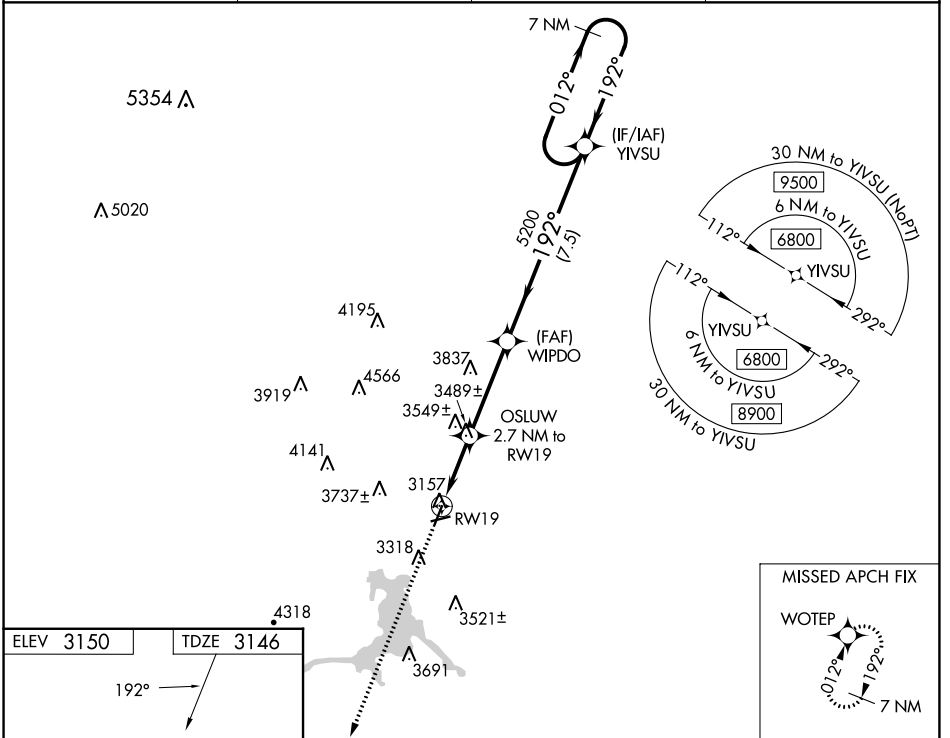 7 NM
012°
192°
(IF/IAF)
YIVSU
5354
5020
5200
192°
(7.5)
30 NM to YIVSU (NoPT)
9500
6 NM to YIVSU
6800
112°
YIVSU
292°
112°
YIVSU
292°
6 NM to YIVSU
6800
30 NM to YIVSU
8900
4195
(FAF)
WIPDO
3837
3919
4566
3489±
3549±
OSLUW
2.7 NM to
RW19
4141
3737±
3157
RW19
3318
4318
3521±
3691
ELEV 3150
TDZE 3146
192°
MISSED APCH FIX
WOTEP
012°
192°
7 NM